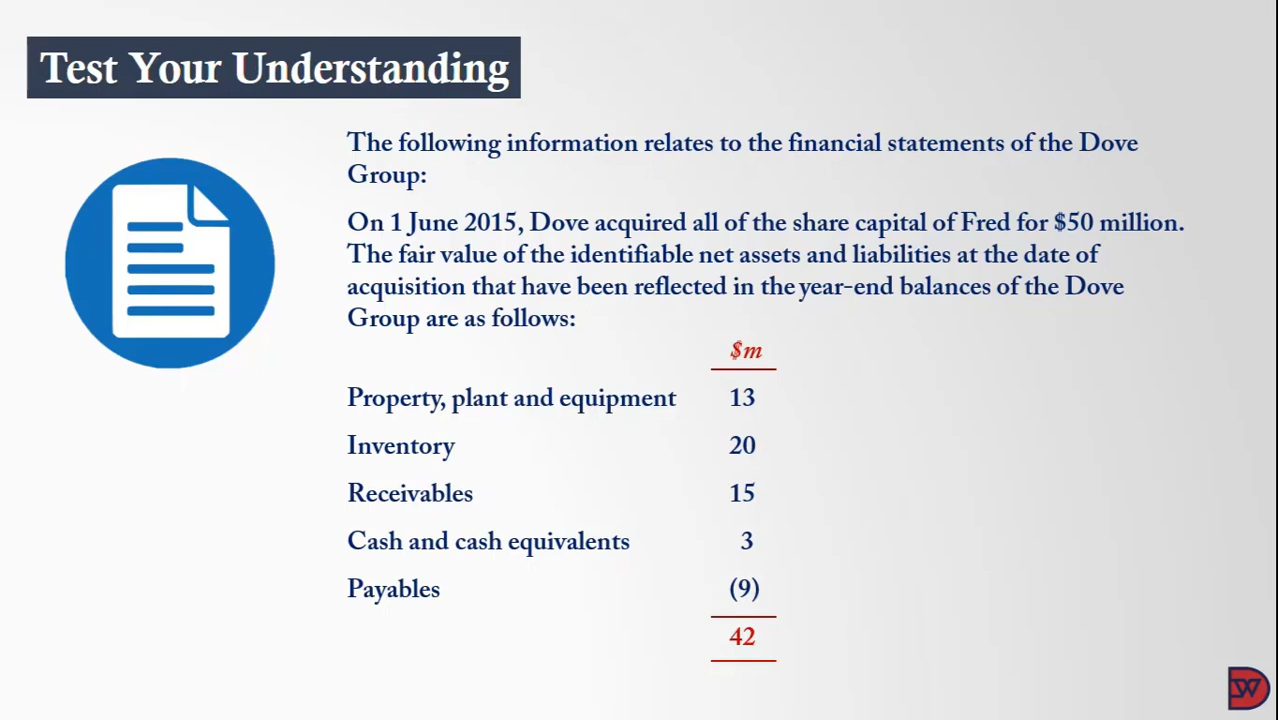 Test Your Understanding
The following information relates to the financial statements of the Dove
Group:
On 1 June 2015, Dove acquired all of the share capital of Fred for $50 million.
The fair value of the identifiable net assets and liabilities at the date of
acquisition that have been reflected in the year-end balances of the Dove
Group are as follows:
$m
Property, plant and equipment 13
Inventory 20
Receivables 15
Cash and cash equivalents 3
Payables (9)
42
DW